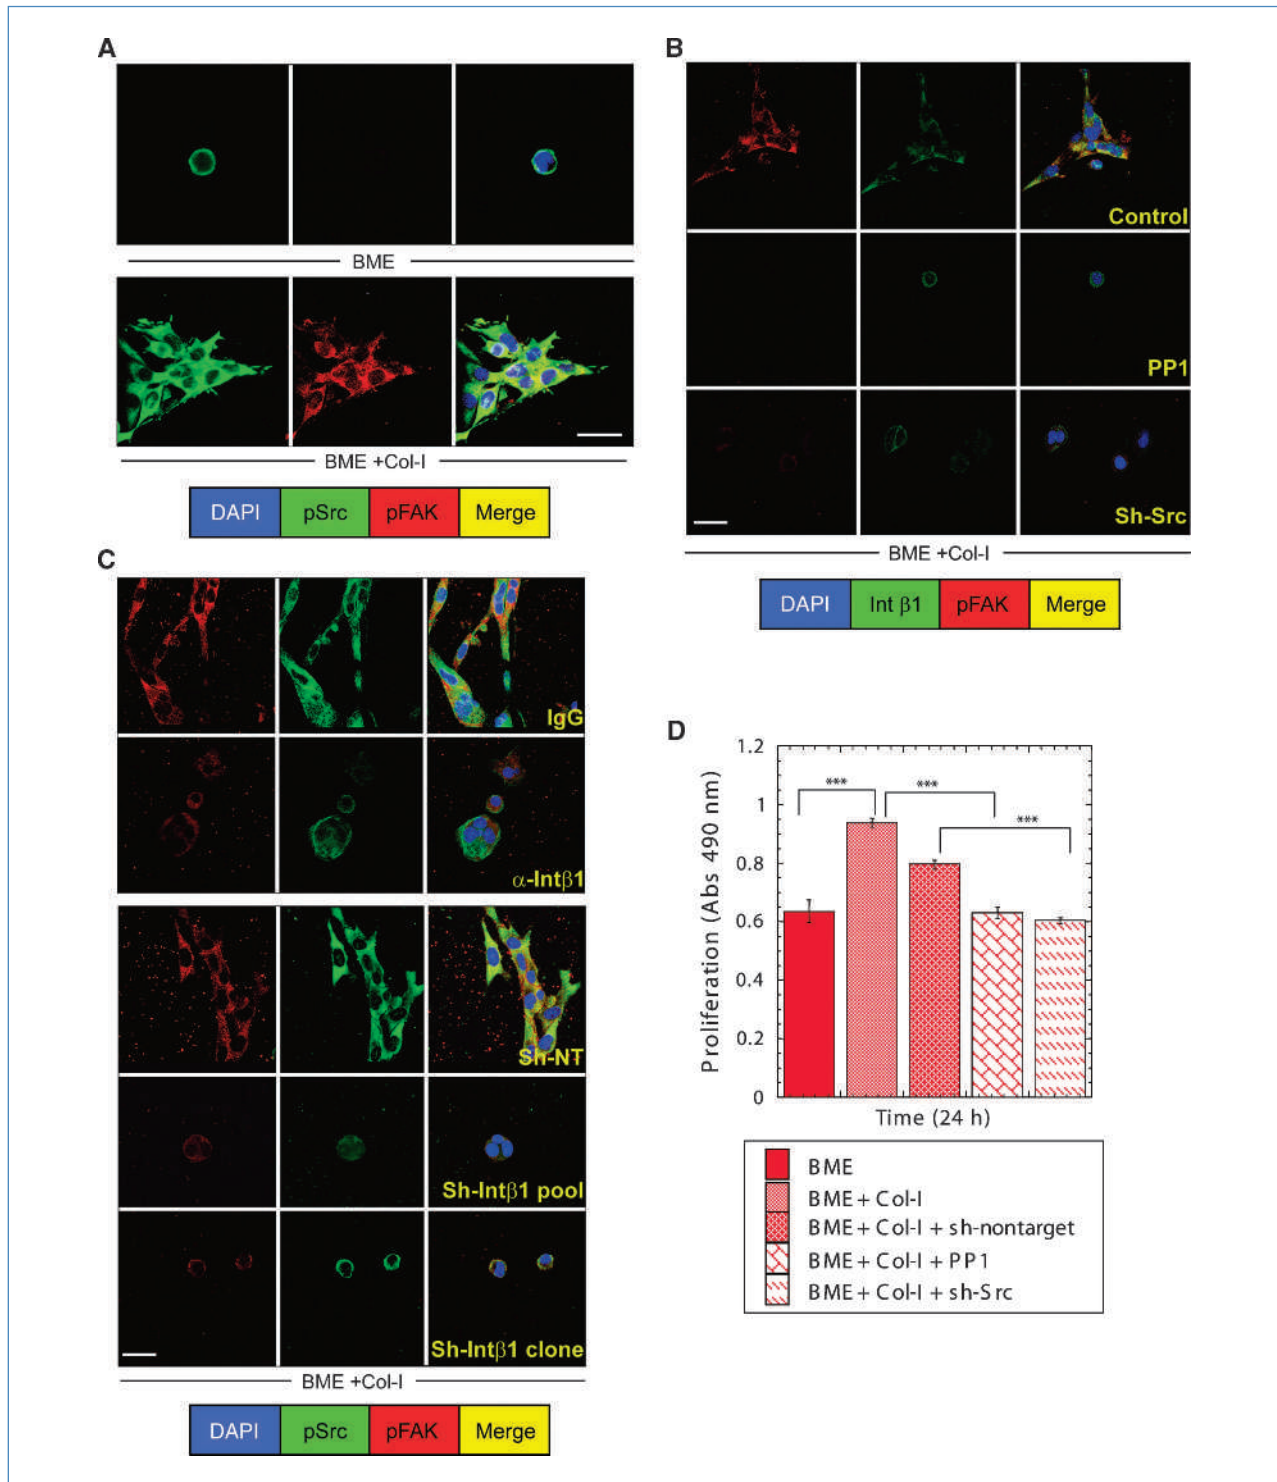 A
BME
BME +Col-I
DAPI pSrc pFAK Merge
B
Control
PP1
Sh-Src
BME +Col-I
DAPI Int β1 pFAK Merge
C
IgG
α-Intβ1
Sh-NT
Sh-Intβ1 pool
Sh-Intβ1 clone
BME +Col-I
DAPI pSrc pFAK Merge
D
Proliferation (Abs 490 nm)
1.2
1
0.8
0.6
0.4
0.2
0
***
***
***
Time (24 h)
BME
BME + Col-I
BME + Col-I + sh-nontarget
BME + Col-I + PP1
BME + Col-I + sh-Src